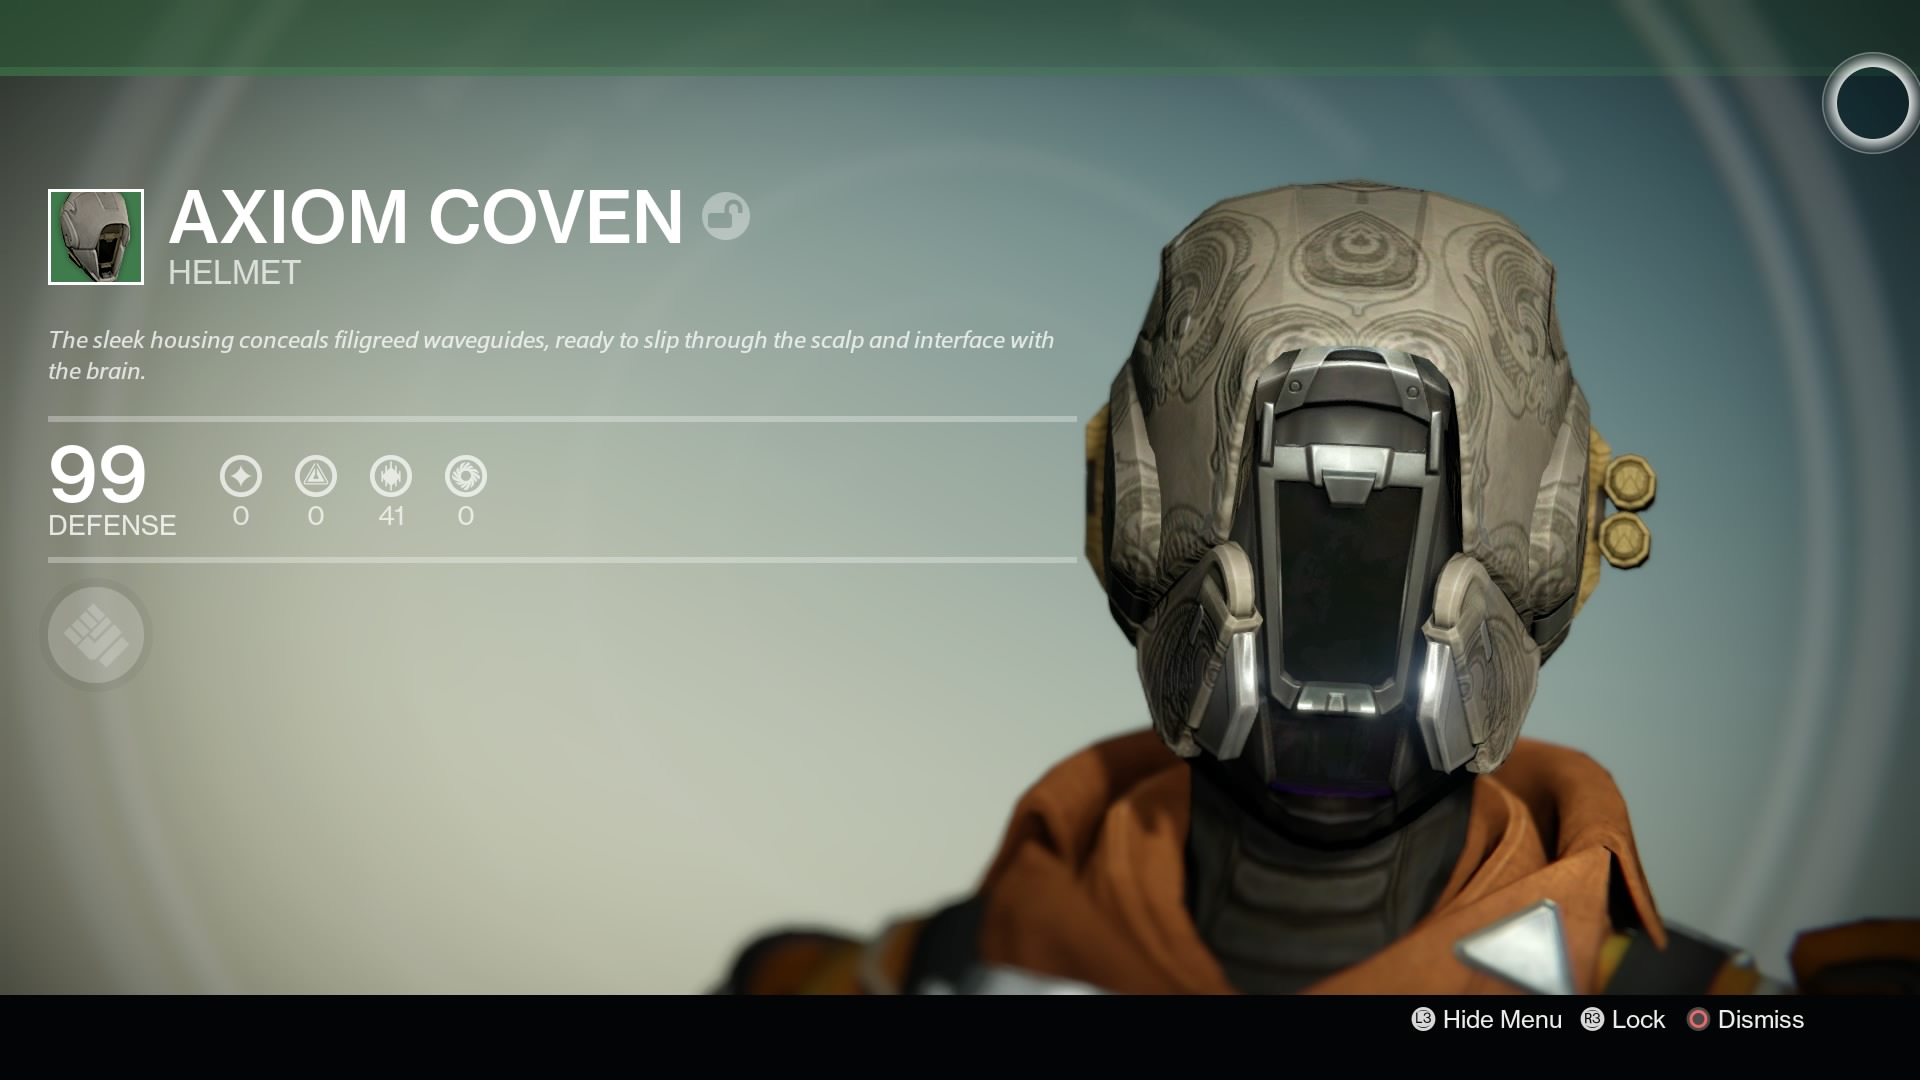 AXIOM COVEN
HELMET
The sleek housing conceals filigreed waveguides, ready to slip through the scalp and interface with
the brain.
99
DEFENSE
0 0 41 0
L3 Hide Menu R3 Lock Dismiss